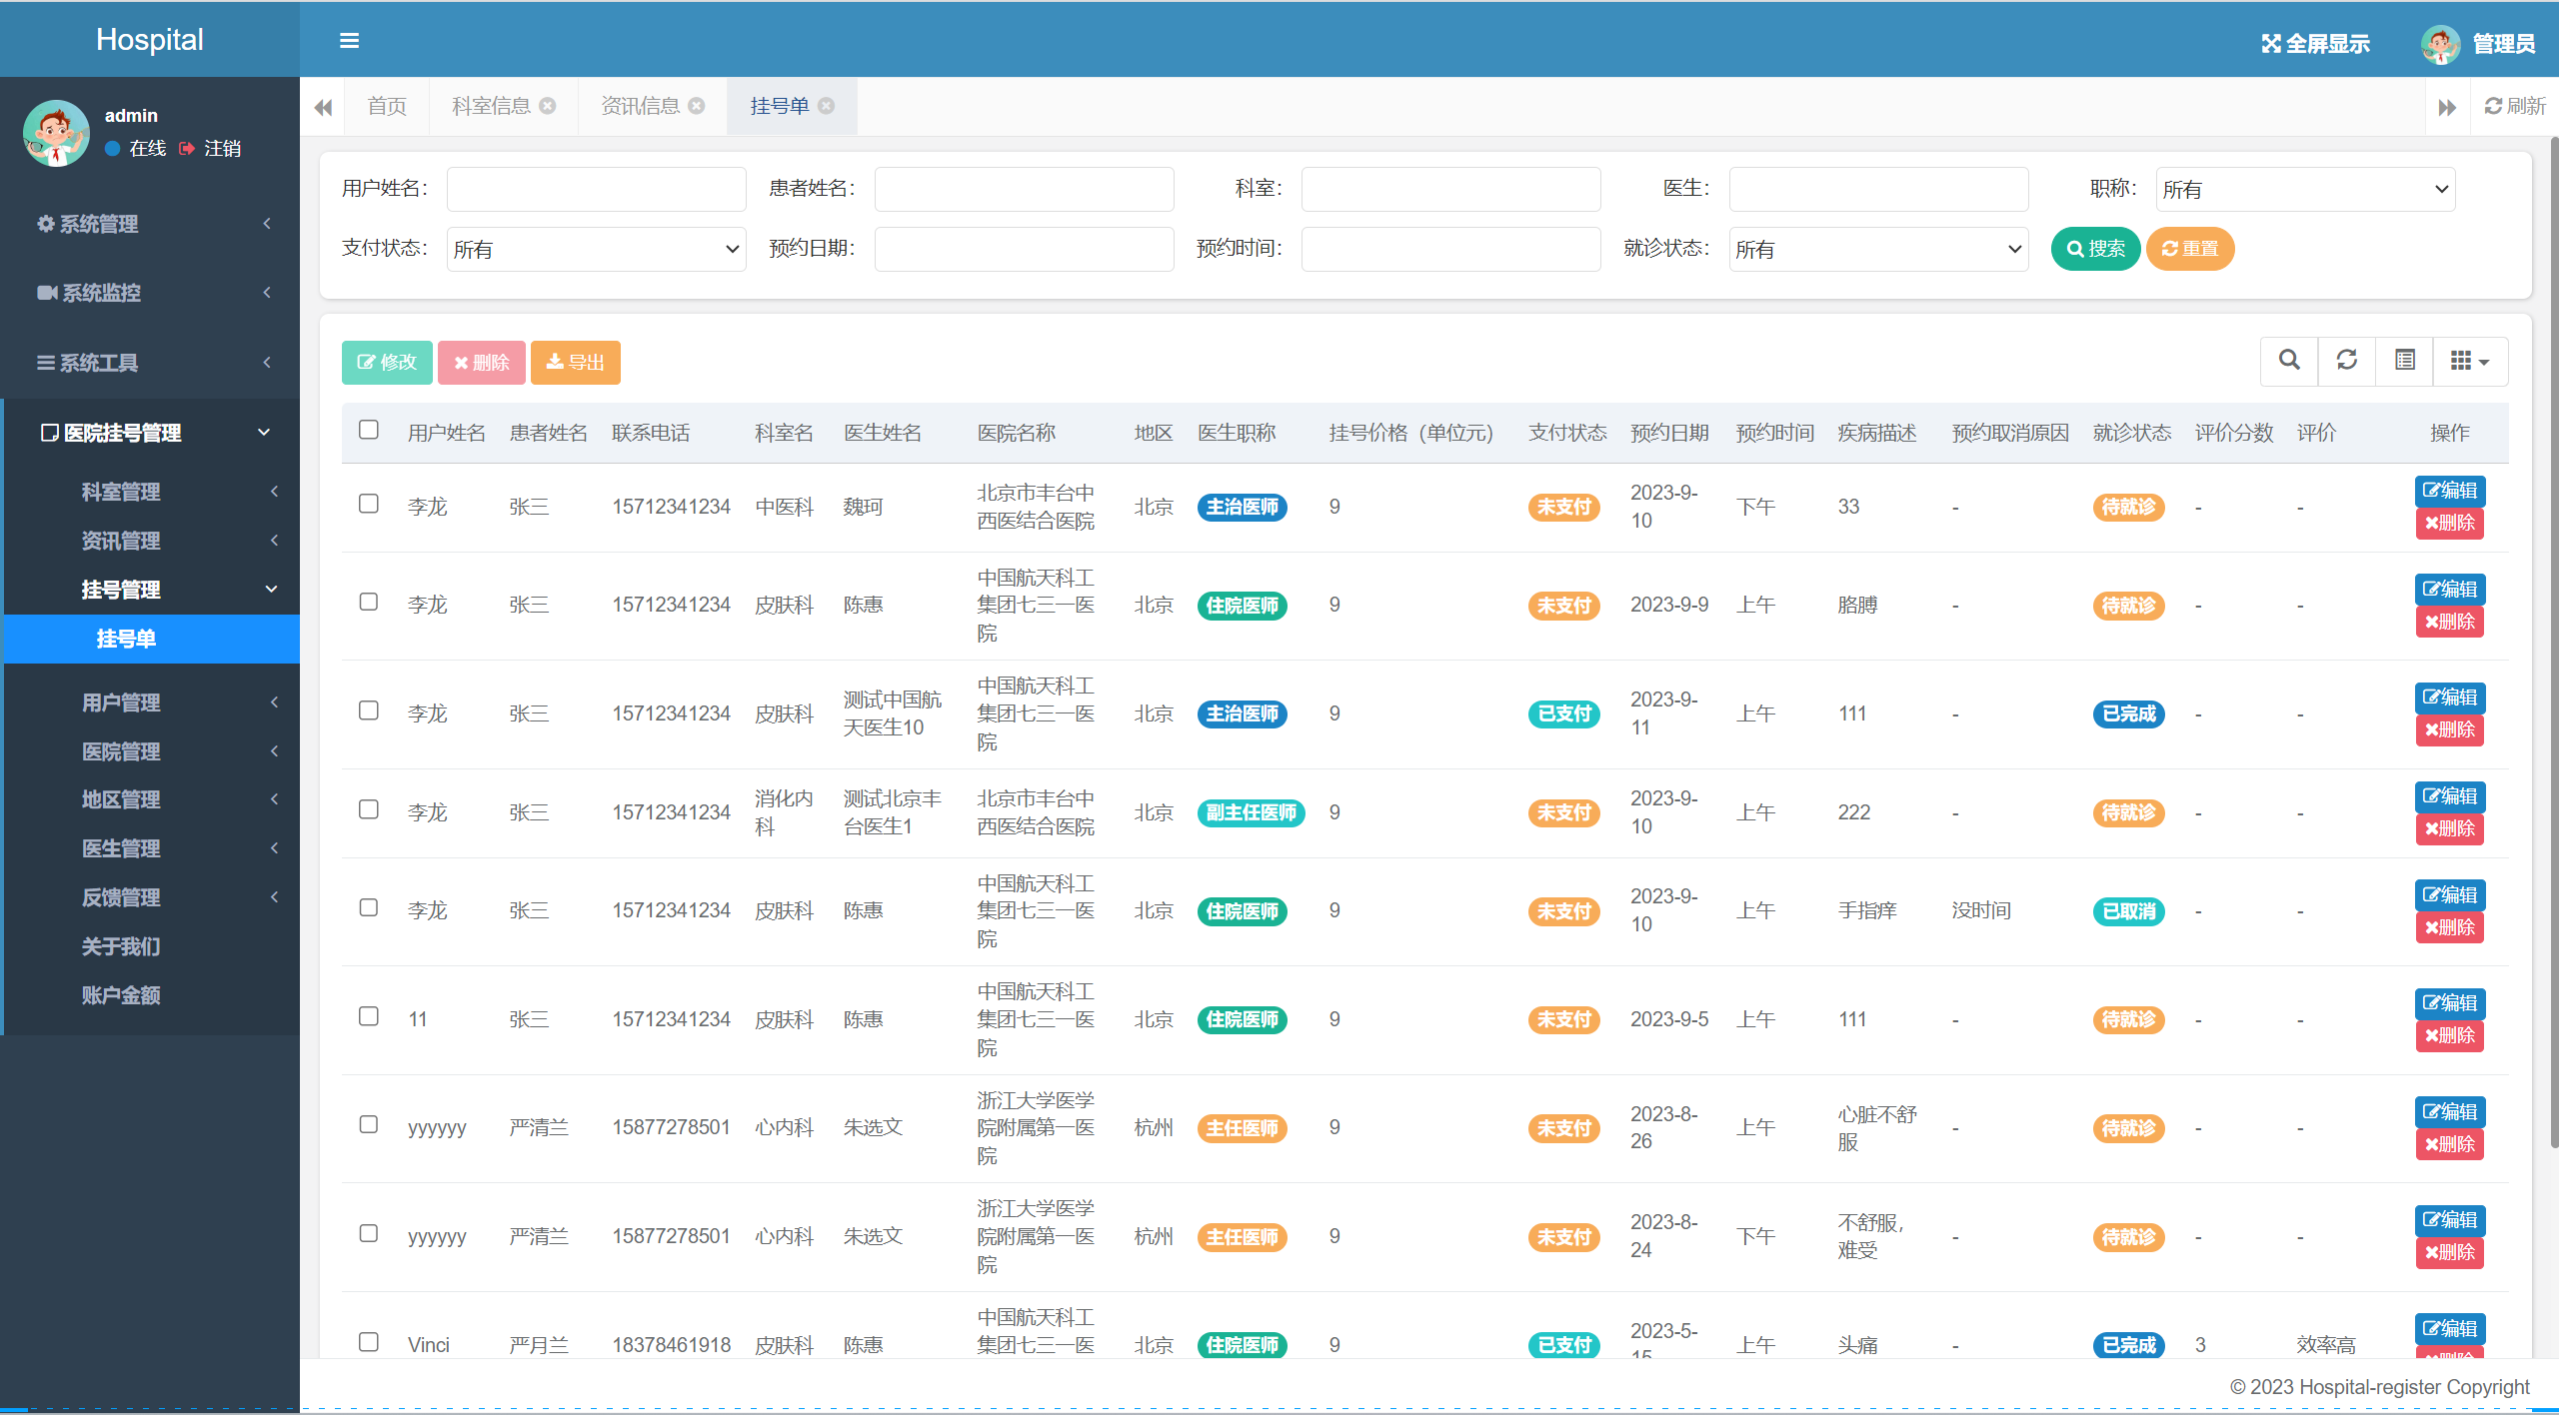 Hospital
全屏显示 管理员
admin
在线 注销
首页 科室信息 资讯信息 挂号单 刷新
系统管理
系统监控
系统工具
医院挂号管理
科室管理
资讯管理
挂号管理
挂号单
用户管理
医院管理
地区管理
医生管理
反馈管理
关于我们
账户金额
用户姓名： 患者姓名： 科室： 医生： 职称： 所有
支付状态： 所有 预约日期： 预约时间： 就诊状态： 所有 搜索 重置
修改 删除 导出
用户姓名 患者姓名 联系电话 科室名 医生姓名 医院名称 地区 医生职称 挂号价格（单位元） 支付状态 预约日期 预约时间 疾病描述 预约取消原因 就诊状态 评价分数 评价 操作
李龙 张三 15712341234 中医科 魏珂 北京市丰台中西医结合医院 北京 主治医师 9 未支付 2023-9-10 下午 33 - 待就诊 - - 编辑 删除
李龙 张三 15712341234 皮肤科 陈惠 中国航天科工集团七三一医院 北京 住院医师 9 未支付 2023-9-9 上午 胳膊 - 待就诊 - - 编辑 删除
李龙 张三 15712341234 皮肤科 测试中国航天医生10 中国航天科工集团七三一医院 北京 主治医师 9 已支付 2023-9-11 上午 111 - 已完成 - - 编辑 删除
李龙 张三 15712341234 消化内科 测试北京丰台医生1 北京市丰台中西医结合医院 北京 副主任医师 9 未支付 2023-9-10 上午 222 - 待就诊 - - 编辑 删除
李龙 张三 15712341234 皮肤科 陈惠 中国航天科工集团七三一医院 北京 住院医师 9 未支付 2023-9-10 上午 手指痒 没时间 已取消 - - 编辑 删除
11 张三 15712341234 皮肤科 陈惠 中国航天科工集团七三一医院 北京 住院医师 9 未支付 2023-9-5 上午 111 - 待就诊 - - 编辑 删除
yyyyyy 严清兰 15877278501 心内科 朱选文 浙江大学医学院附属第一医院 杭州 主任医师 9 未支付 2023-8-26 上午 心脏不舒服 - 待就诊 - - 编辑 删除
yyyyyy 严清兰 15877278501 心内科 朱选文 浙江大学医学院附属第一医院 杭州 主任医师 9 未支付 2023-8-24 下午 不舒服，难受 - 待就诊 - - 编辑 删除
Vinci 严月兰 18378461918 皮肤科 陈惠 中国航天科工集团七三一医 北京 住院医师 9 已支付 2023-5-15 上午 头痛 - 已完成 3 效率高 编辑 删除
© 2023 Hospital-register Copyright